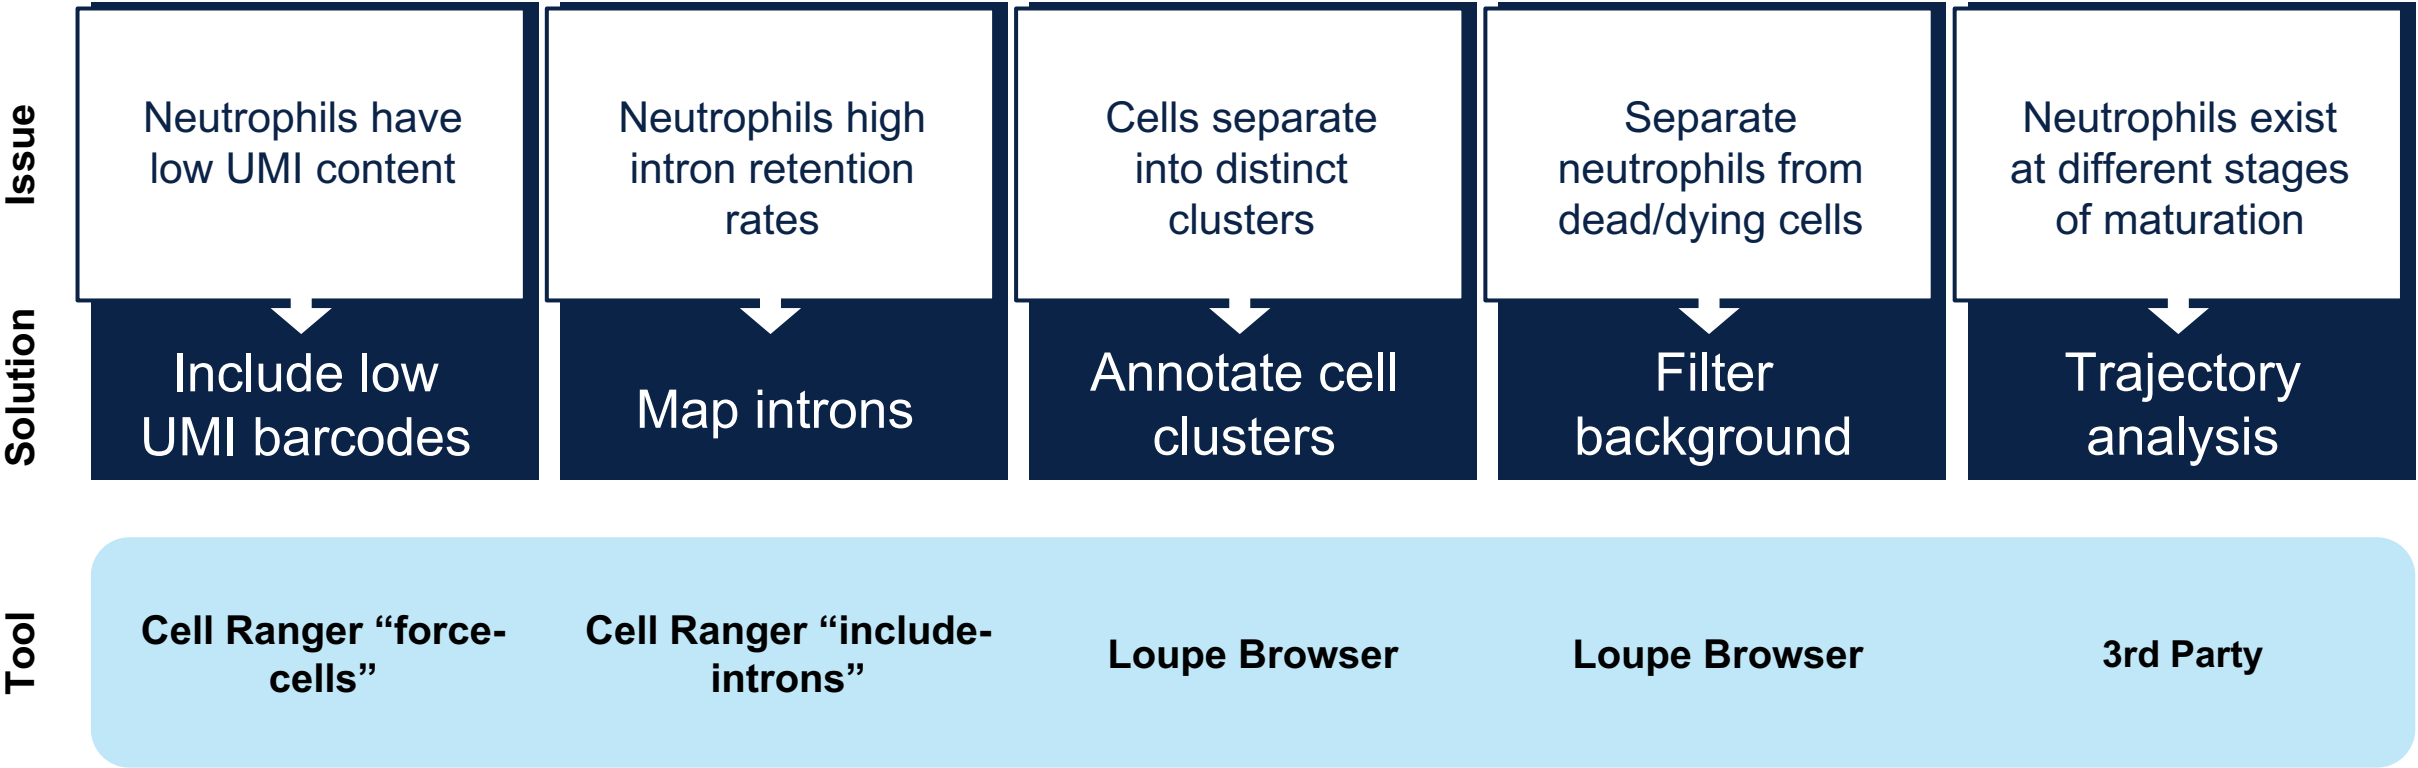 Issue
Neutrophils have
low UMI content
Neutrophils high
intron retention
rates
Cells separate
into distinct
clusters
Separate
neutrophils from
dead/dying cells
Neutrophils exist
at different stages
of maturation
Solution
Include low
UMI barcodes
Map introns
Annotate cell
clusters
Filter
background
Trajectory
analysis
Tool
Cell Ranger “force-
cells”
Cell Ranger “include-
introns”
Loupe Browser
Loupe Browser
3rd Party